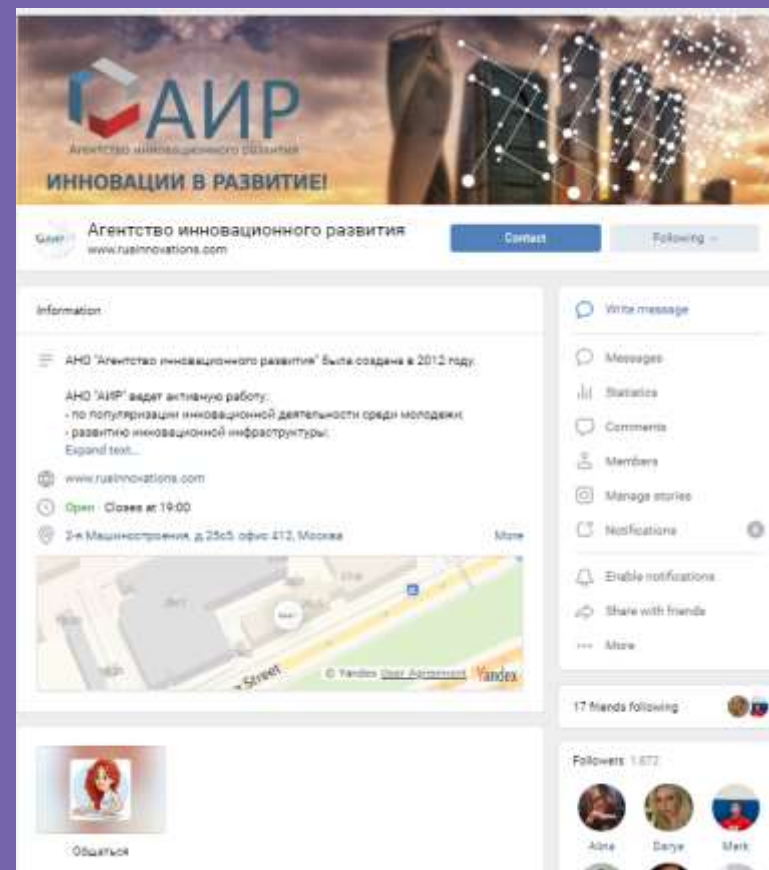 АИР
Агентство инновационного развития
ИННОВАЦИИ В РАЗВИТИЕ!
Агентство инновационного развития
www.rusinnovations.com
Contact
Following
Information
АНО "Агентство инновационного развития" была создана в 2012 году.
АНО "АИР" ведет активную работу:
- по популяризации инновационной деятельности среди молодежи;
- развитию инновационной инфраструктуры;
Expand text...
www.rusinnovations.com
Open · Closes at 19:00
2-я Машиностроения, д.25с5, офис 412, Москва
More
Street
© Yandex User Agreement Yandex
Общаться
Write message
Messages
Statistics
Comments
Members
Manage stories
Notifications
Enable notifications
Share with friends
More
17 friends following
Followers 1,672
Alina Darya Mark